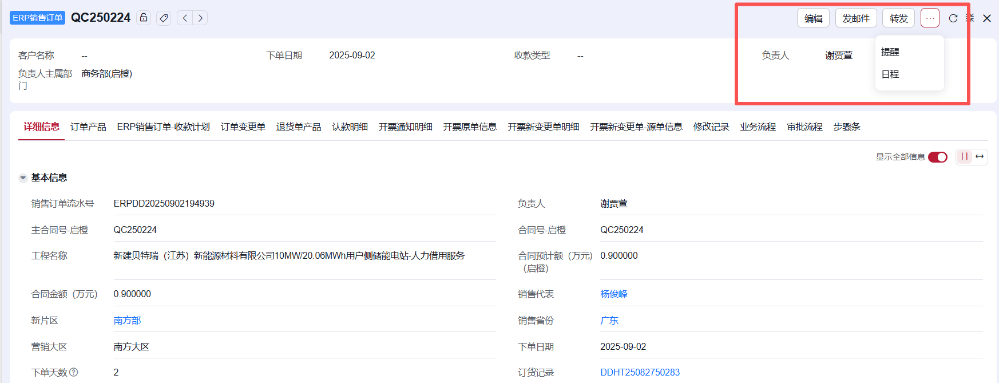 ERP销售订单 QC250224 编辑 发邮件 转发 ...
客户名称 -- 下单日期 2025-09-02 收款类型 -- 负责人 谢贾萱
提醒
日程
负责人主属部门 商务部(启橙)
详细信息 订单产品 ERP销售订单-收款计划 订单变更单 退货单产品 认款明细 开票通知明细 开票原单信息 开票新变更单明细 开票新变更单-源单信息 修改记录 业务流程 审批流程 步骤条
显示全部信息
基本信息
销售订单流水号 ERPDD20250902194939 负责人 谢贾萱
主合同号-启橙 QC250224 合同号-启橙 QC250224
工程名称 新建贝特瑞（江苏）新能源材料有限公司10MW/20.06MWh用户侧储能电站-人力借用服务 合同预计额（万元）（启橙） 0.900000
合同金额（万元） 0.900000 销售代表 杨俊峰
新片区 南方部 销售省份 广东
营销大区 南方大区 下单日期 2025-09-02
下单天数 2 订货记录 DDHT25082750283